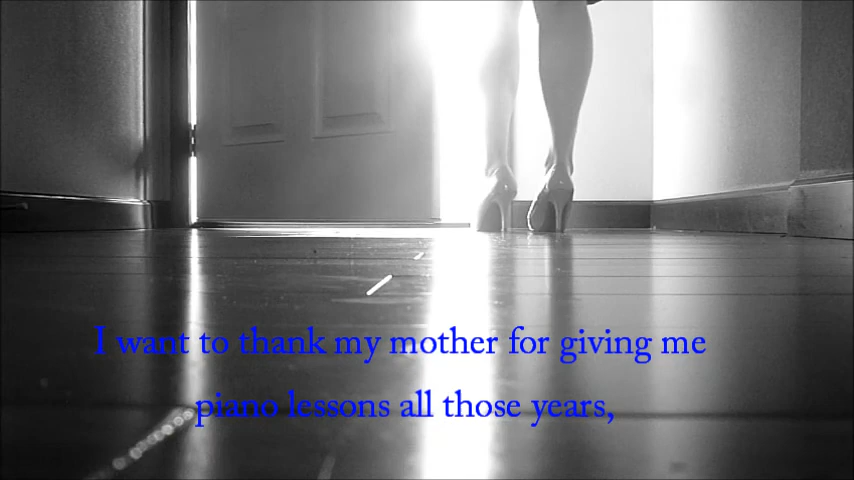 I want to thank my mother for giving me
piano lessons all those years,